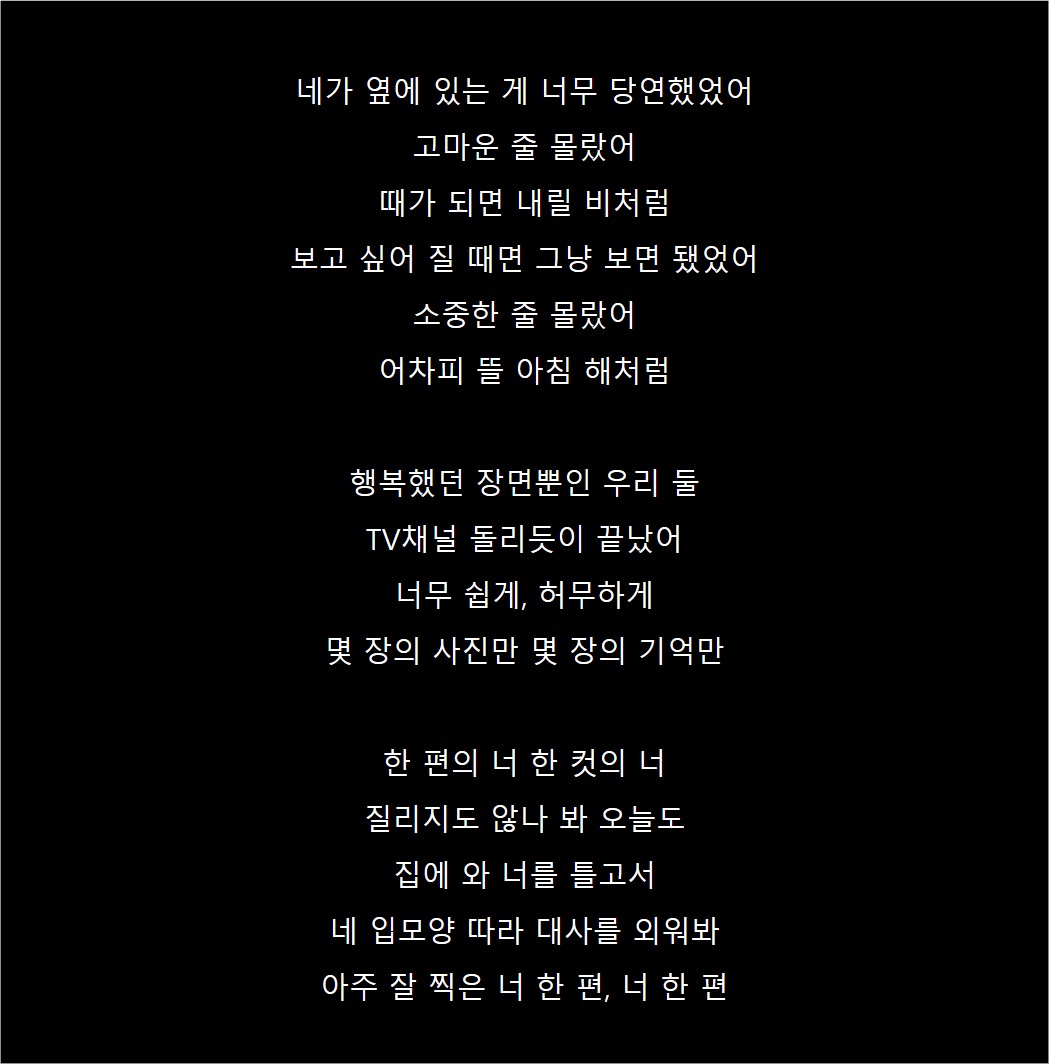 네가 옆에 있는 게 너무 당연했었어
고마운 줄 몰랐어
때가 되면 내릴 비처럼
보고 싶어 질 때면 그냥 보면 됐었어
소중한 줄 몰랐어
어차피 뜰 아침 해처럼
행복했던 장면뿐인 우리 둘
TV채널 돌리듯이 끝났어
너무 쉽게, 허무하게
몇 장의 사진만 몇 장의 기억만
한 편의 너 한 컷의 너
질리지도 않나 봐 오늘도
집에 와 너를 틀고서
네 입모양 따라 대사를 외워봐
아주 잘 찍은 너 한 편, 너 한 편